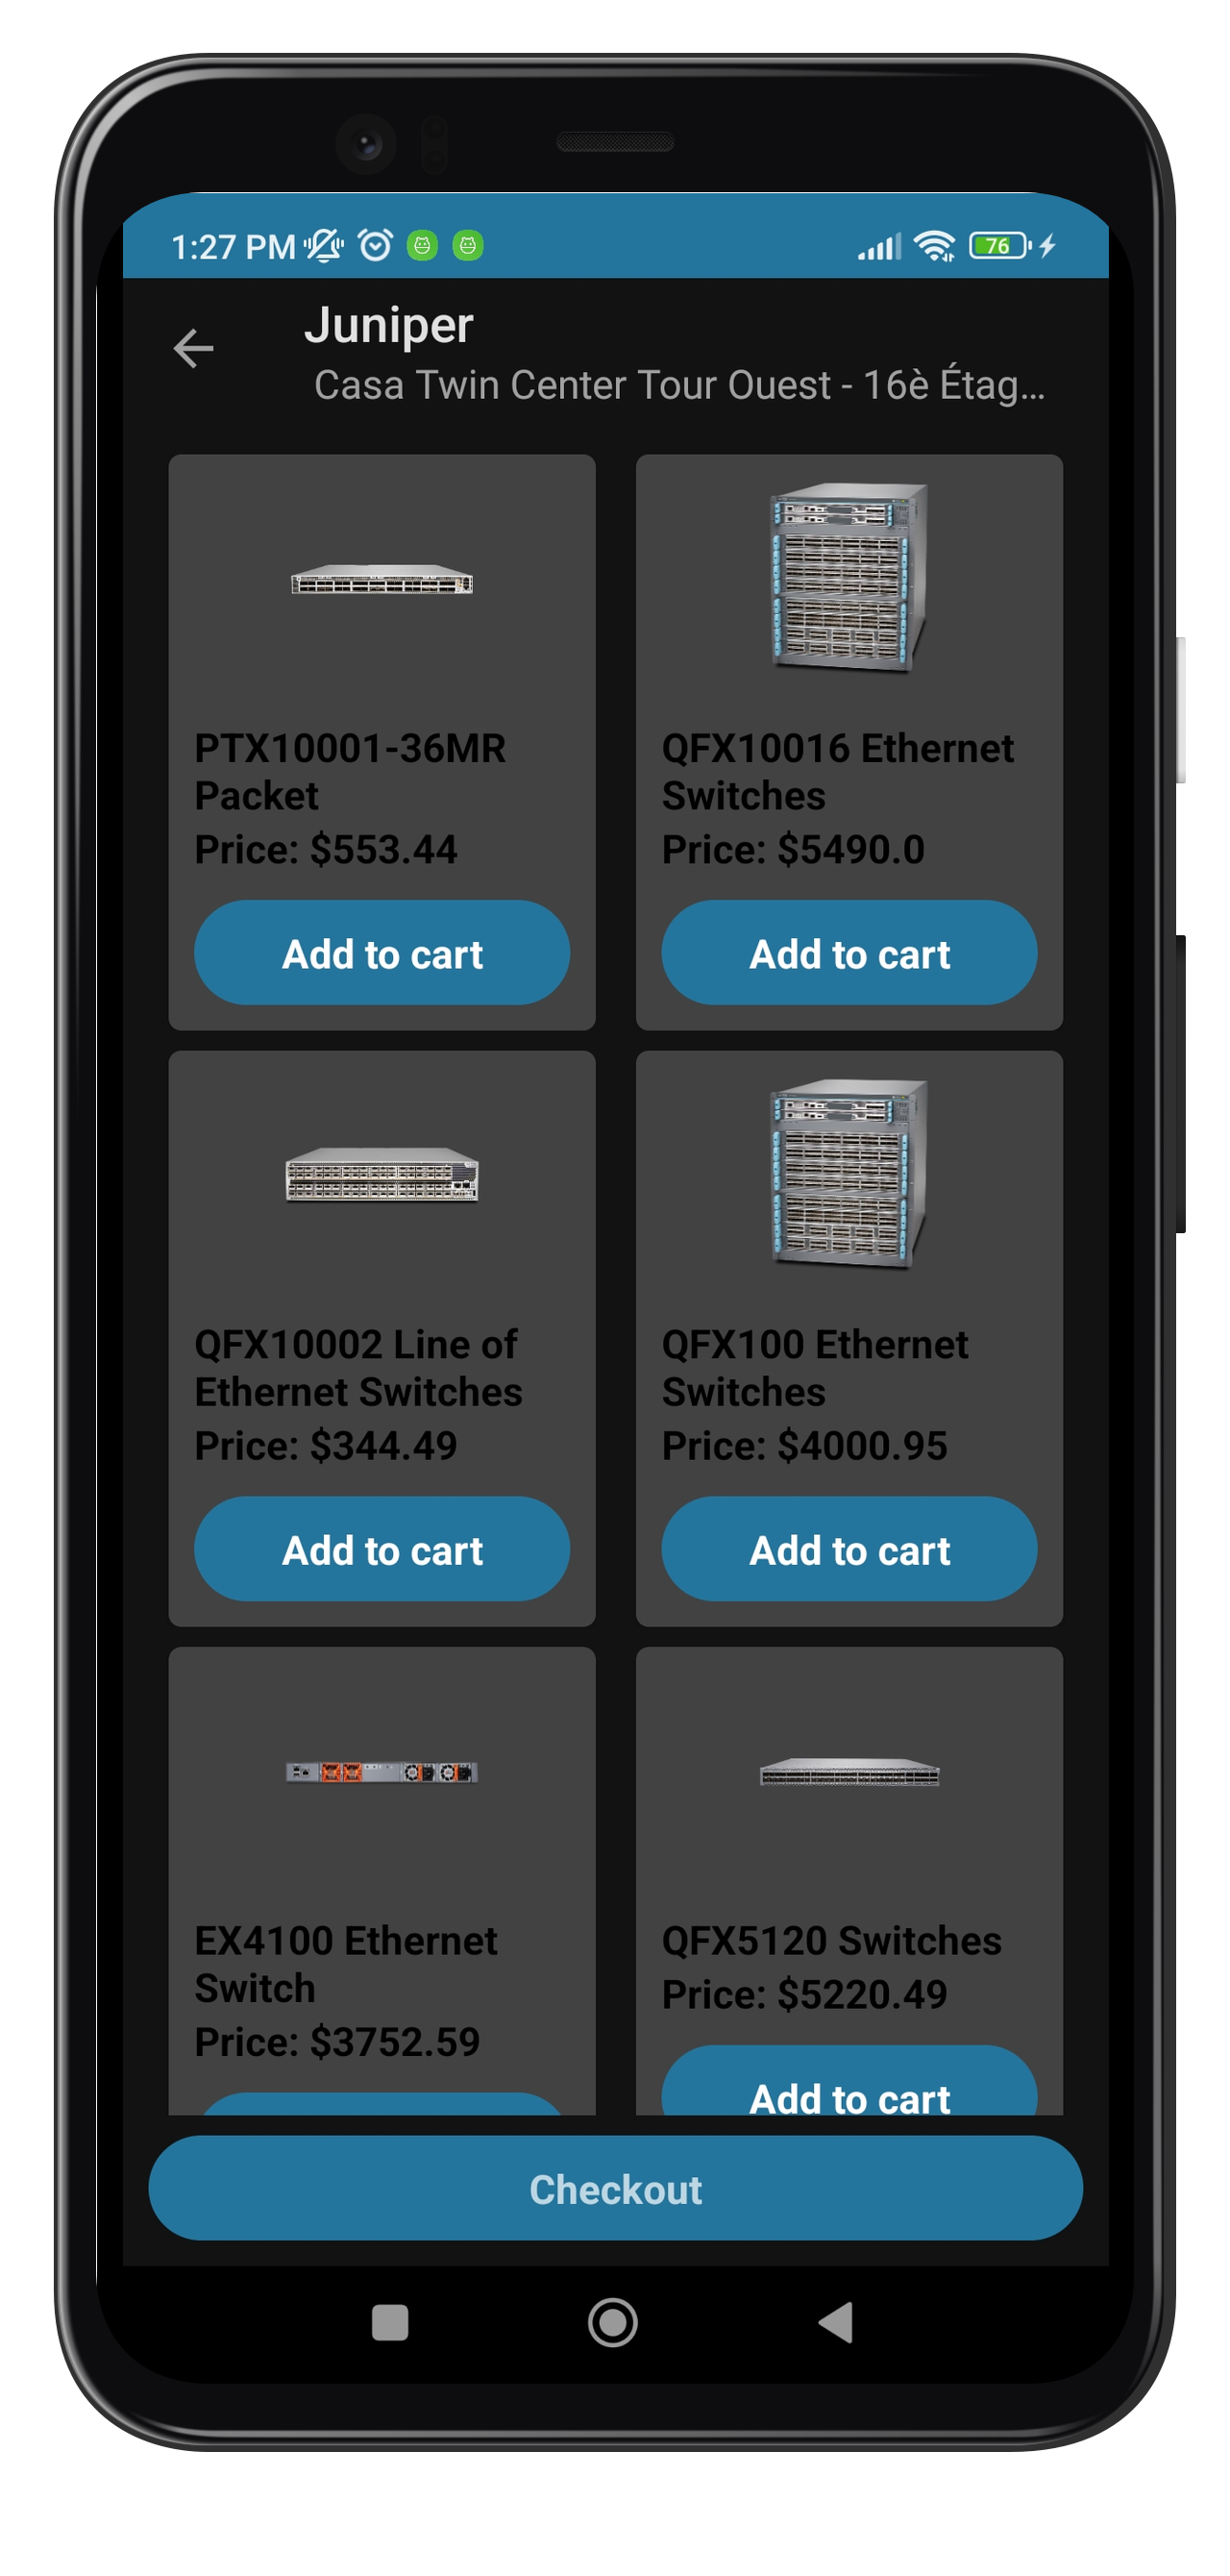 1:27 PM
76
Juniper
Casa Twin Center Tour Ouest - 16è Étag...
PTX10001-36MR
Packet
Price: $553.44
Add to cart
QFX10016 Ethernet
Switches
Price: $5490.0
Add to cart
QFX10002 Line of
Ethernet Switches
Price: $344.49
Add to cart
QFX100 Ethernet
Switches
Price: $4000.95
Add to cart
EX4100 Ethernet
Switch
Price: $3752.59
QFX5120 Switches
Price: $5220.49
Add to cart
Checkout